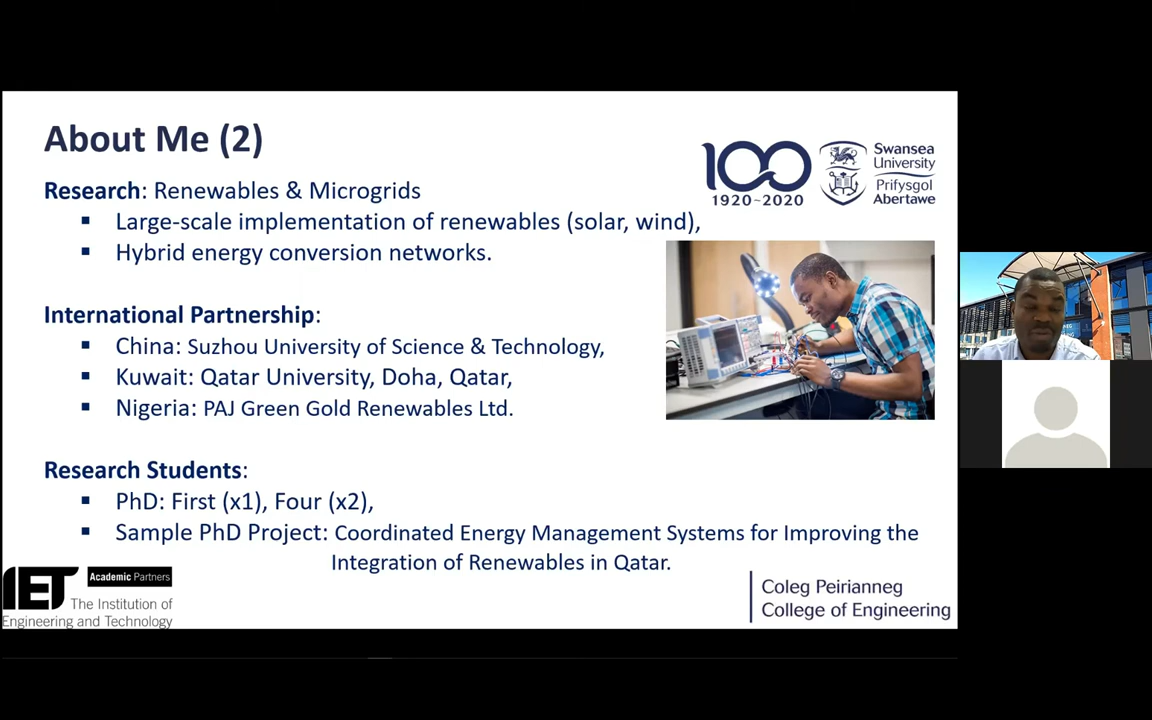 About Me (2)
100
1920~2020
Swansea
University
Prifysgol
Abertawe
Research: Renewables & Microgrids
▪ Large-scale implementation of renewables (solar, wind),
▪ Hybrid energy conversion networks.
International Partnership:
▪ China: Suzhou University of Science & Technology,
▪ Kuwait: Qatar University, Doha, Qatar,
▪ Nigeria: PAJ Green Gold Renewables Ltd.
Research Students:
▪ PhD: First (x1), Four (x2),
▪ Sample PhD Project: Coordinated Energy Management Systems for Improving the
Integration of Renewables in Qatar.
IET Academic Partners
The Institution of
Engineering and Technology
Coleg Peirianneg
College of Engineering